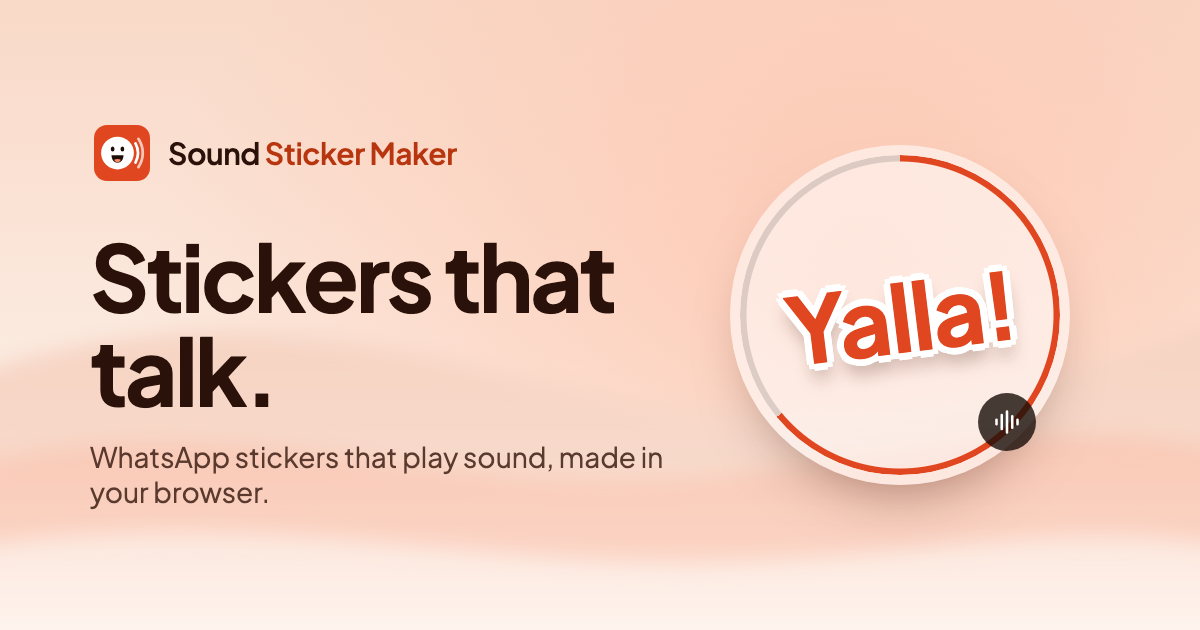 Sound Sticker Maker
Stickers that
talk.
WhatsApp stickers that play sound, made in
your browser.
Yalla!